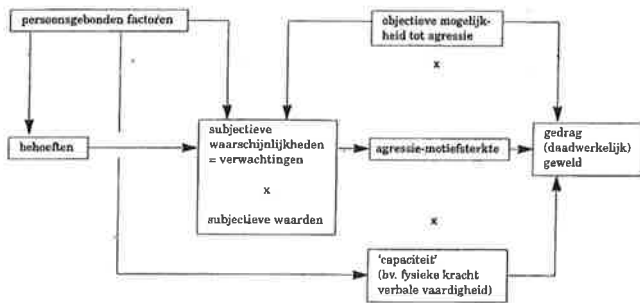 persoonsgebonden factoren
objectieve mogelijk-
heid tot agressie
x
behoeften
subjectieve
waarschijnlijkheden
= verwachtingen
x
subjectieve waarden
agressie-motiefsterkte
gedrag
(daadwerkelijk)
geweld
x
'capaciteit'
(bv. fysieke kracht
verbale vaardigheid)